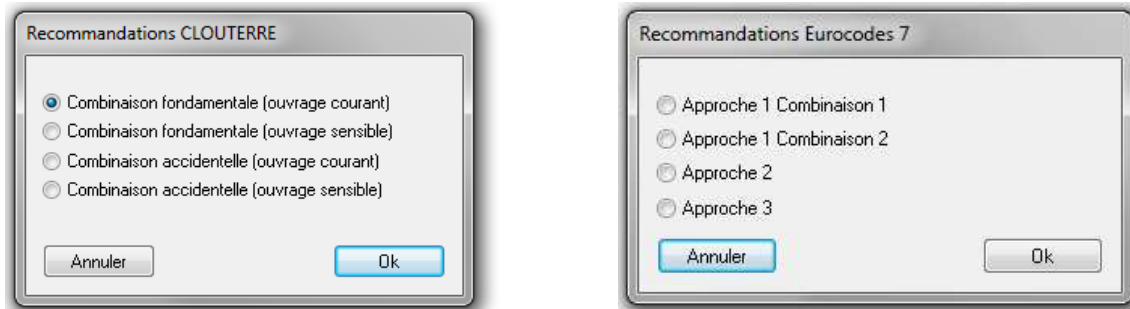 Recommandations CLOUTERRE
Combinaison fondamentale (ouvrage courant)
Combinaison fondamentale (ouvrage sensible)
Combinaison accidentelle (ouvrage courant)
Combinaison accidentelle (ouvrage sensible)
Annuler
Ok
Recommandations Eurocodes 7
Approche 1 Combinaison 1
Approche 1 Combinaison 2
Approche 2
Approche 3
Annuler
Ok